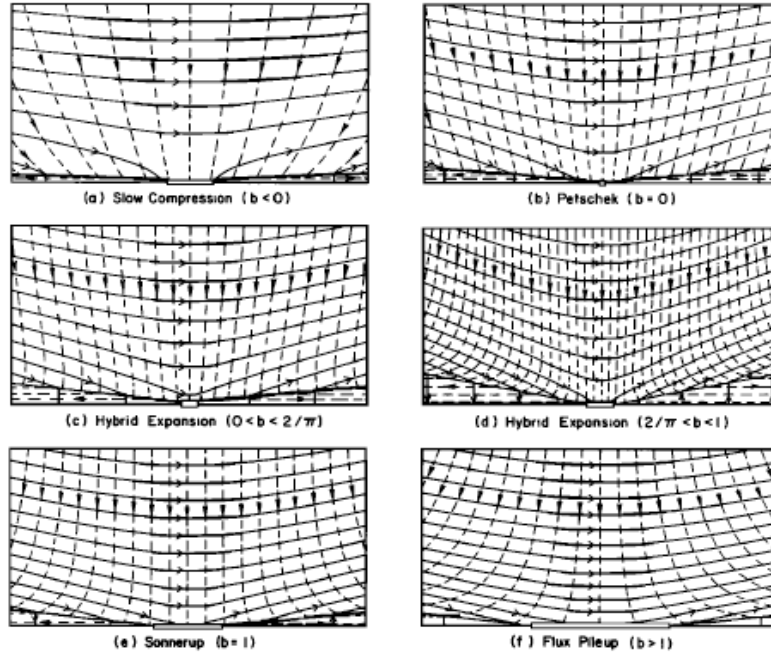 (a) Slow Compression (b < 0)
(b) Petschek (b = 0)
(c) Hybrid Expansion (0 < b < 2/π)
(d) Hybrid Expansion (2/π < b < 1)
(e) Sonnerup (b = 1)
(f) Flux Pileup (b > 1)